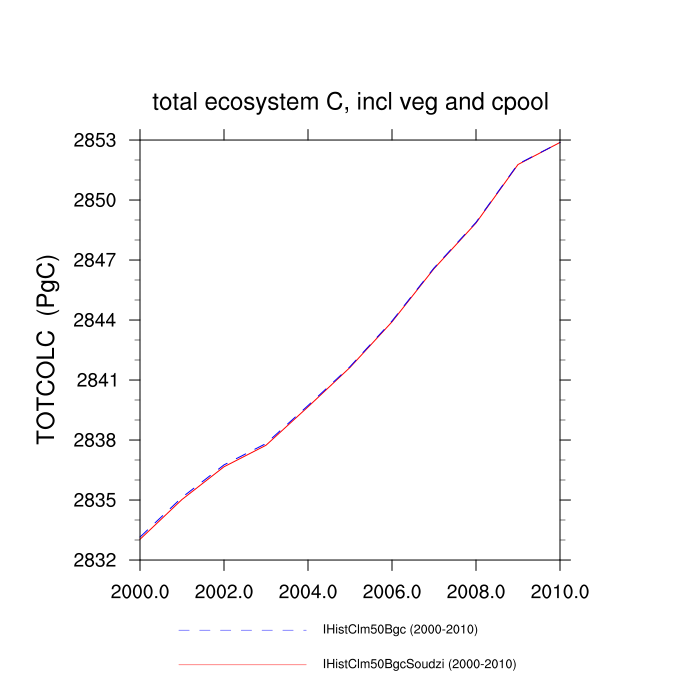 total ecosystem C, incl veg and cpool
TOTCOLC (PgC)
2853
2850
2847
2844
2841
2838
2835
2832
2000.0 2002.0 2004.0 2006.0 2008.0 2010.0
IHistClm50Bgc (2000-2010)
IHistClm50BgcSoudzi (2000-2010)